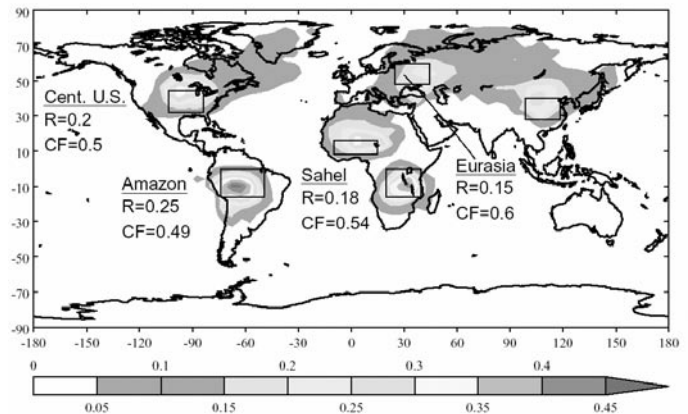 90
70
50
30
10
-10
-30
-50
-70
-90
Cent. U.S.
R=0.2
CF=0.5
Amazon
R=0.25
CF=0.49
Sahel
R=0.18
CF=0.54
Eurasia
R=0.15
CF=0.6
-180 -150 -120 -90 -60 -30 0 30 60 90 120 150 180
0 0.1 0.2 0.3 0.4
0.05 0.15 0.25 0.35 0.45